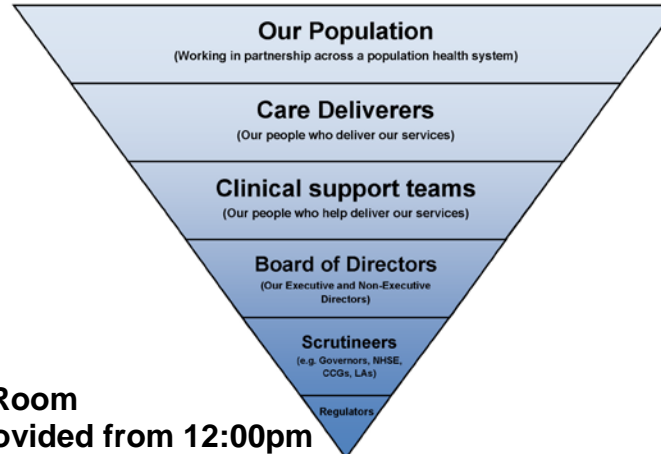 Our Population
(Working in partnership across a population health system)
Care Deliverers
(Our people who deliver our services)
Clinical support teams
(Our people who help deliver our services)
Board of Directors
(Our Executive and Non-Executive
Directors)
Scrutineers
(e.g. Governors, NHSE,
CCGs, LAs)
Regulators
Room
ovided from 12:00pm